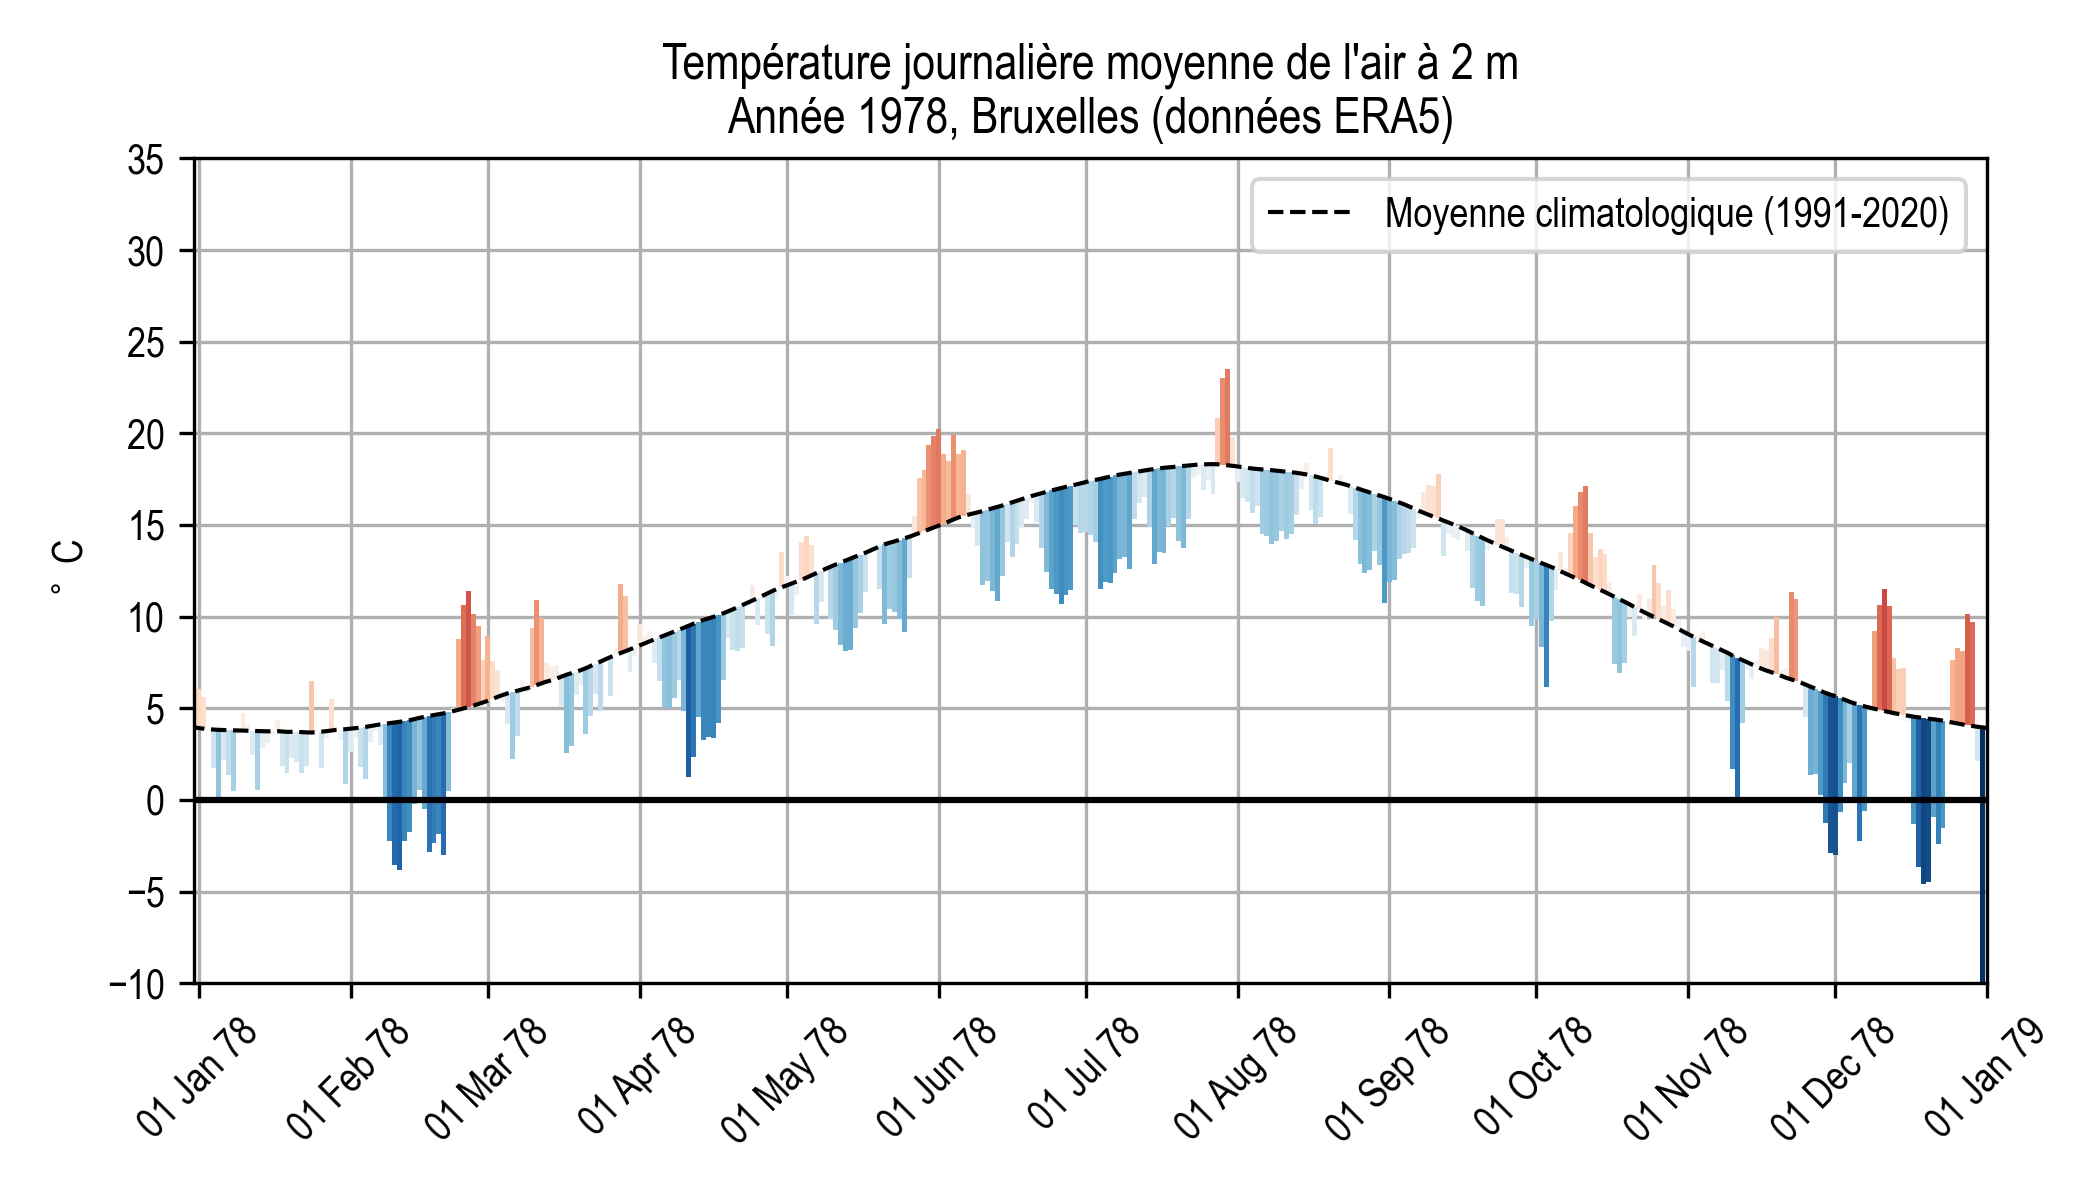 Température journalière moyenne de l'air à 2 m
Année 1978, Bruxelles (données ERA5)
Moyenne climatologique (1991-2020)
° C
35
30
25
20
15
10
5
0
−5
−10
01 Jan 78
01 Feb 78
01 Mar 78
01 Apr 78
01 May 78
01 Jun 78
01 Jul 78
01 Aug 78
01 Sep 78
01 Oct 78
01 Nov 78
01 Dec 78
01 Jan 79